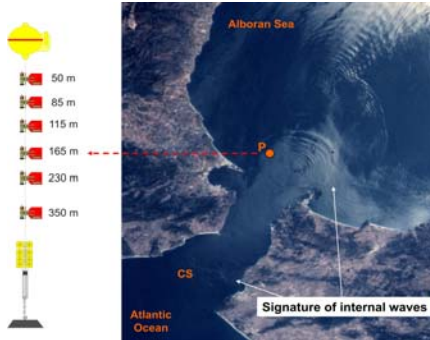 Alboran Sea
50 m
85 m
115 m
165 m
230 m
350 m
P
CS
Signature of internal waves
Atlantic
Ocean